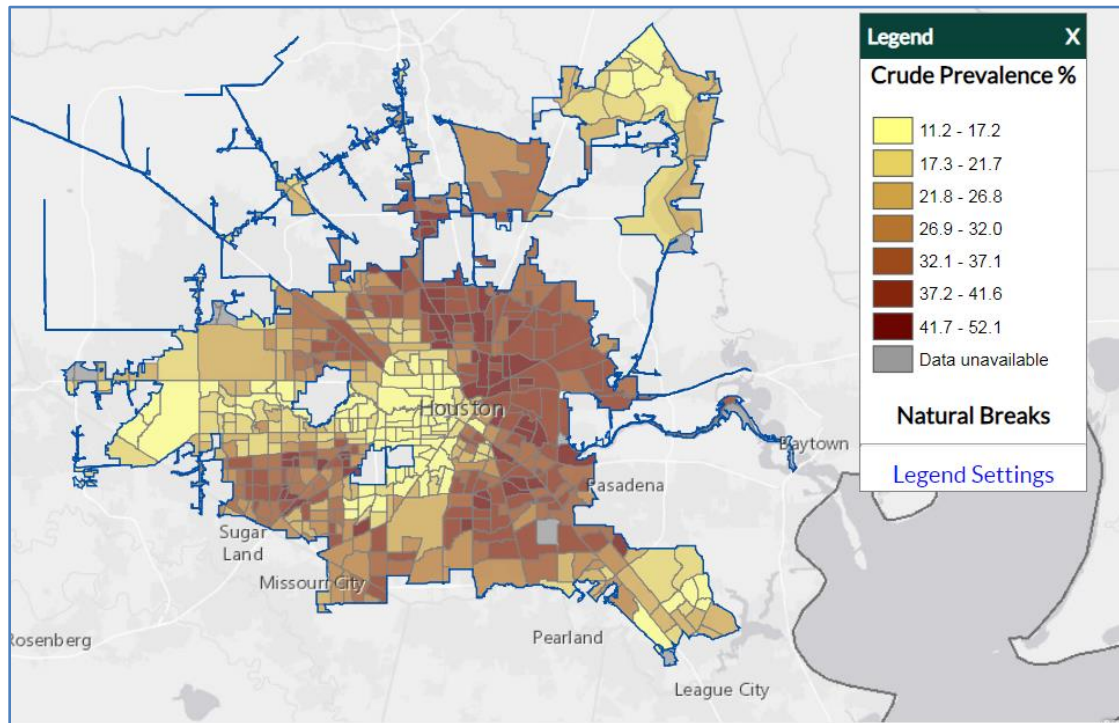 Legend X
Crude Prevalence %
11.2 - 17.2
17.3 - 21.7
21.8 - 26.8
26.9 - 32.0
32.1 - 37.1
37.2 - 41.6
41.7 - 52.1
Data unavailable
Natural Breaks
Legend Settings
Houston
Baytown
Pasadena
Sugar
Land
Missouri City
Rosenberg
Pearland
League City